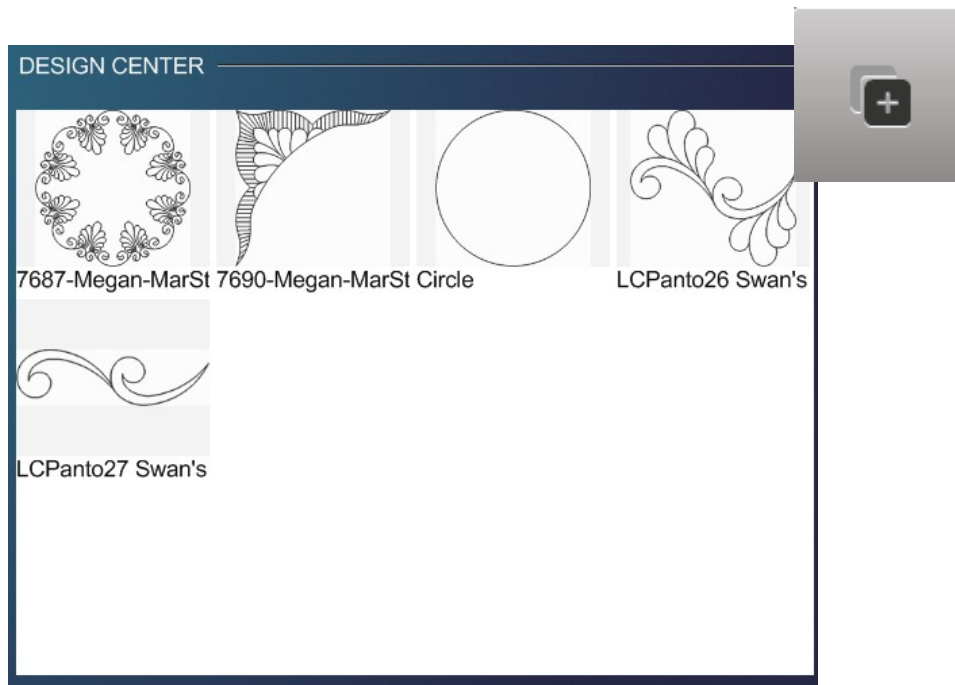 DESIGN CENTER
7687-Megan-MarSt 7690-Megan-MarSt Circle LCPanto26 Swan's
LCPanto27 Swan's